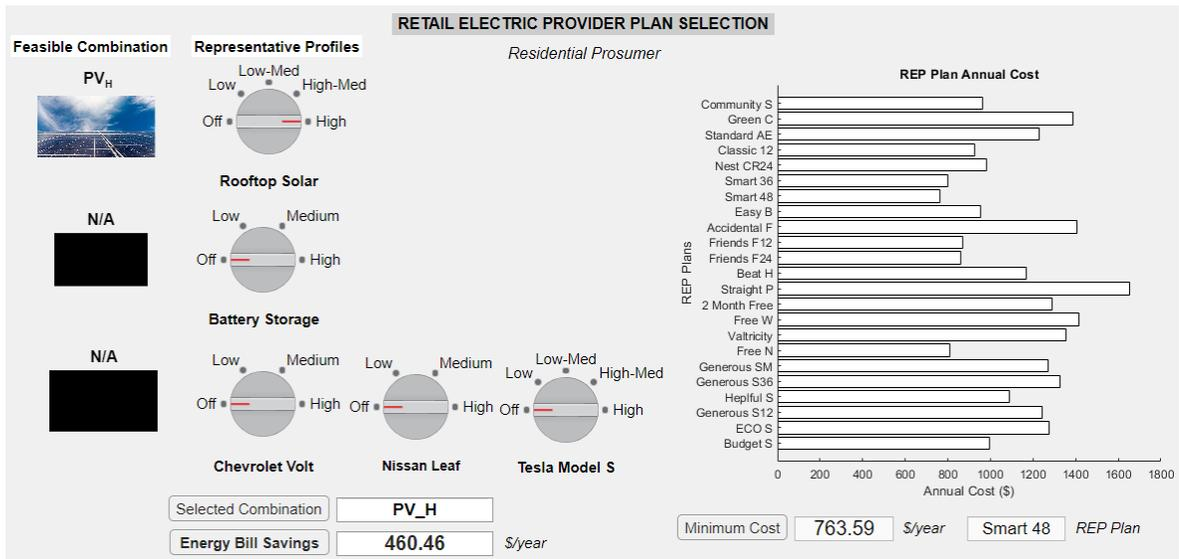 RETAIL ELECTRIC PROVIDER PLAN SELECTION
Residential Prosumer
Feasible Combination
Representative Profiles
PVH
Off
Low
Low-Med
High-Med
High
Rooftop Solar
N/A
Off
Low
Medium
High
Battery Storage
N/A
Off
Low
Medium
High
Chevrolet Volt
Off
Low
Medium
High
Nissan Leaf
Off
Low
Low-Med
High-Med
High
Tesla Model S
Selected Combination PV_H
Energy Bill Savings 460.46 $/year
REP Plan Annual Cost
REP Plans
Community S
Green C
Standard AE
Classic 12
Nest CR24
Smart 36
Smart 48
Easy B
Accidental F
Friends F12
Friends F24
Beat H
Straight P
2 Month Free
Free W
Valtricity
Free N
Generous SM
Generous S36
Heplful S
Generous S12
ECO S
Budget S
0 200 400 600 800 1000 1200 1400 1600 1800
Annual Cost ($)
Minimum Cost 763.59 $/year Smart 48 REP Plan